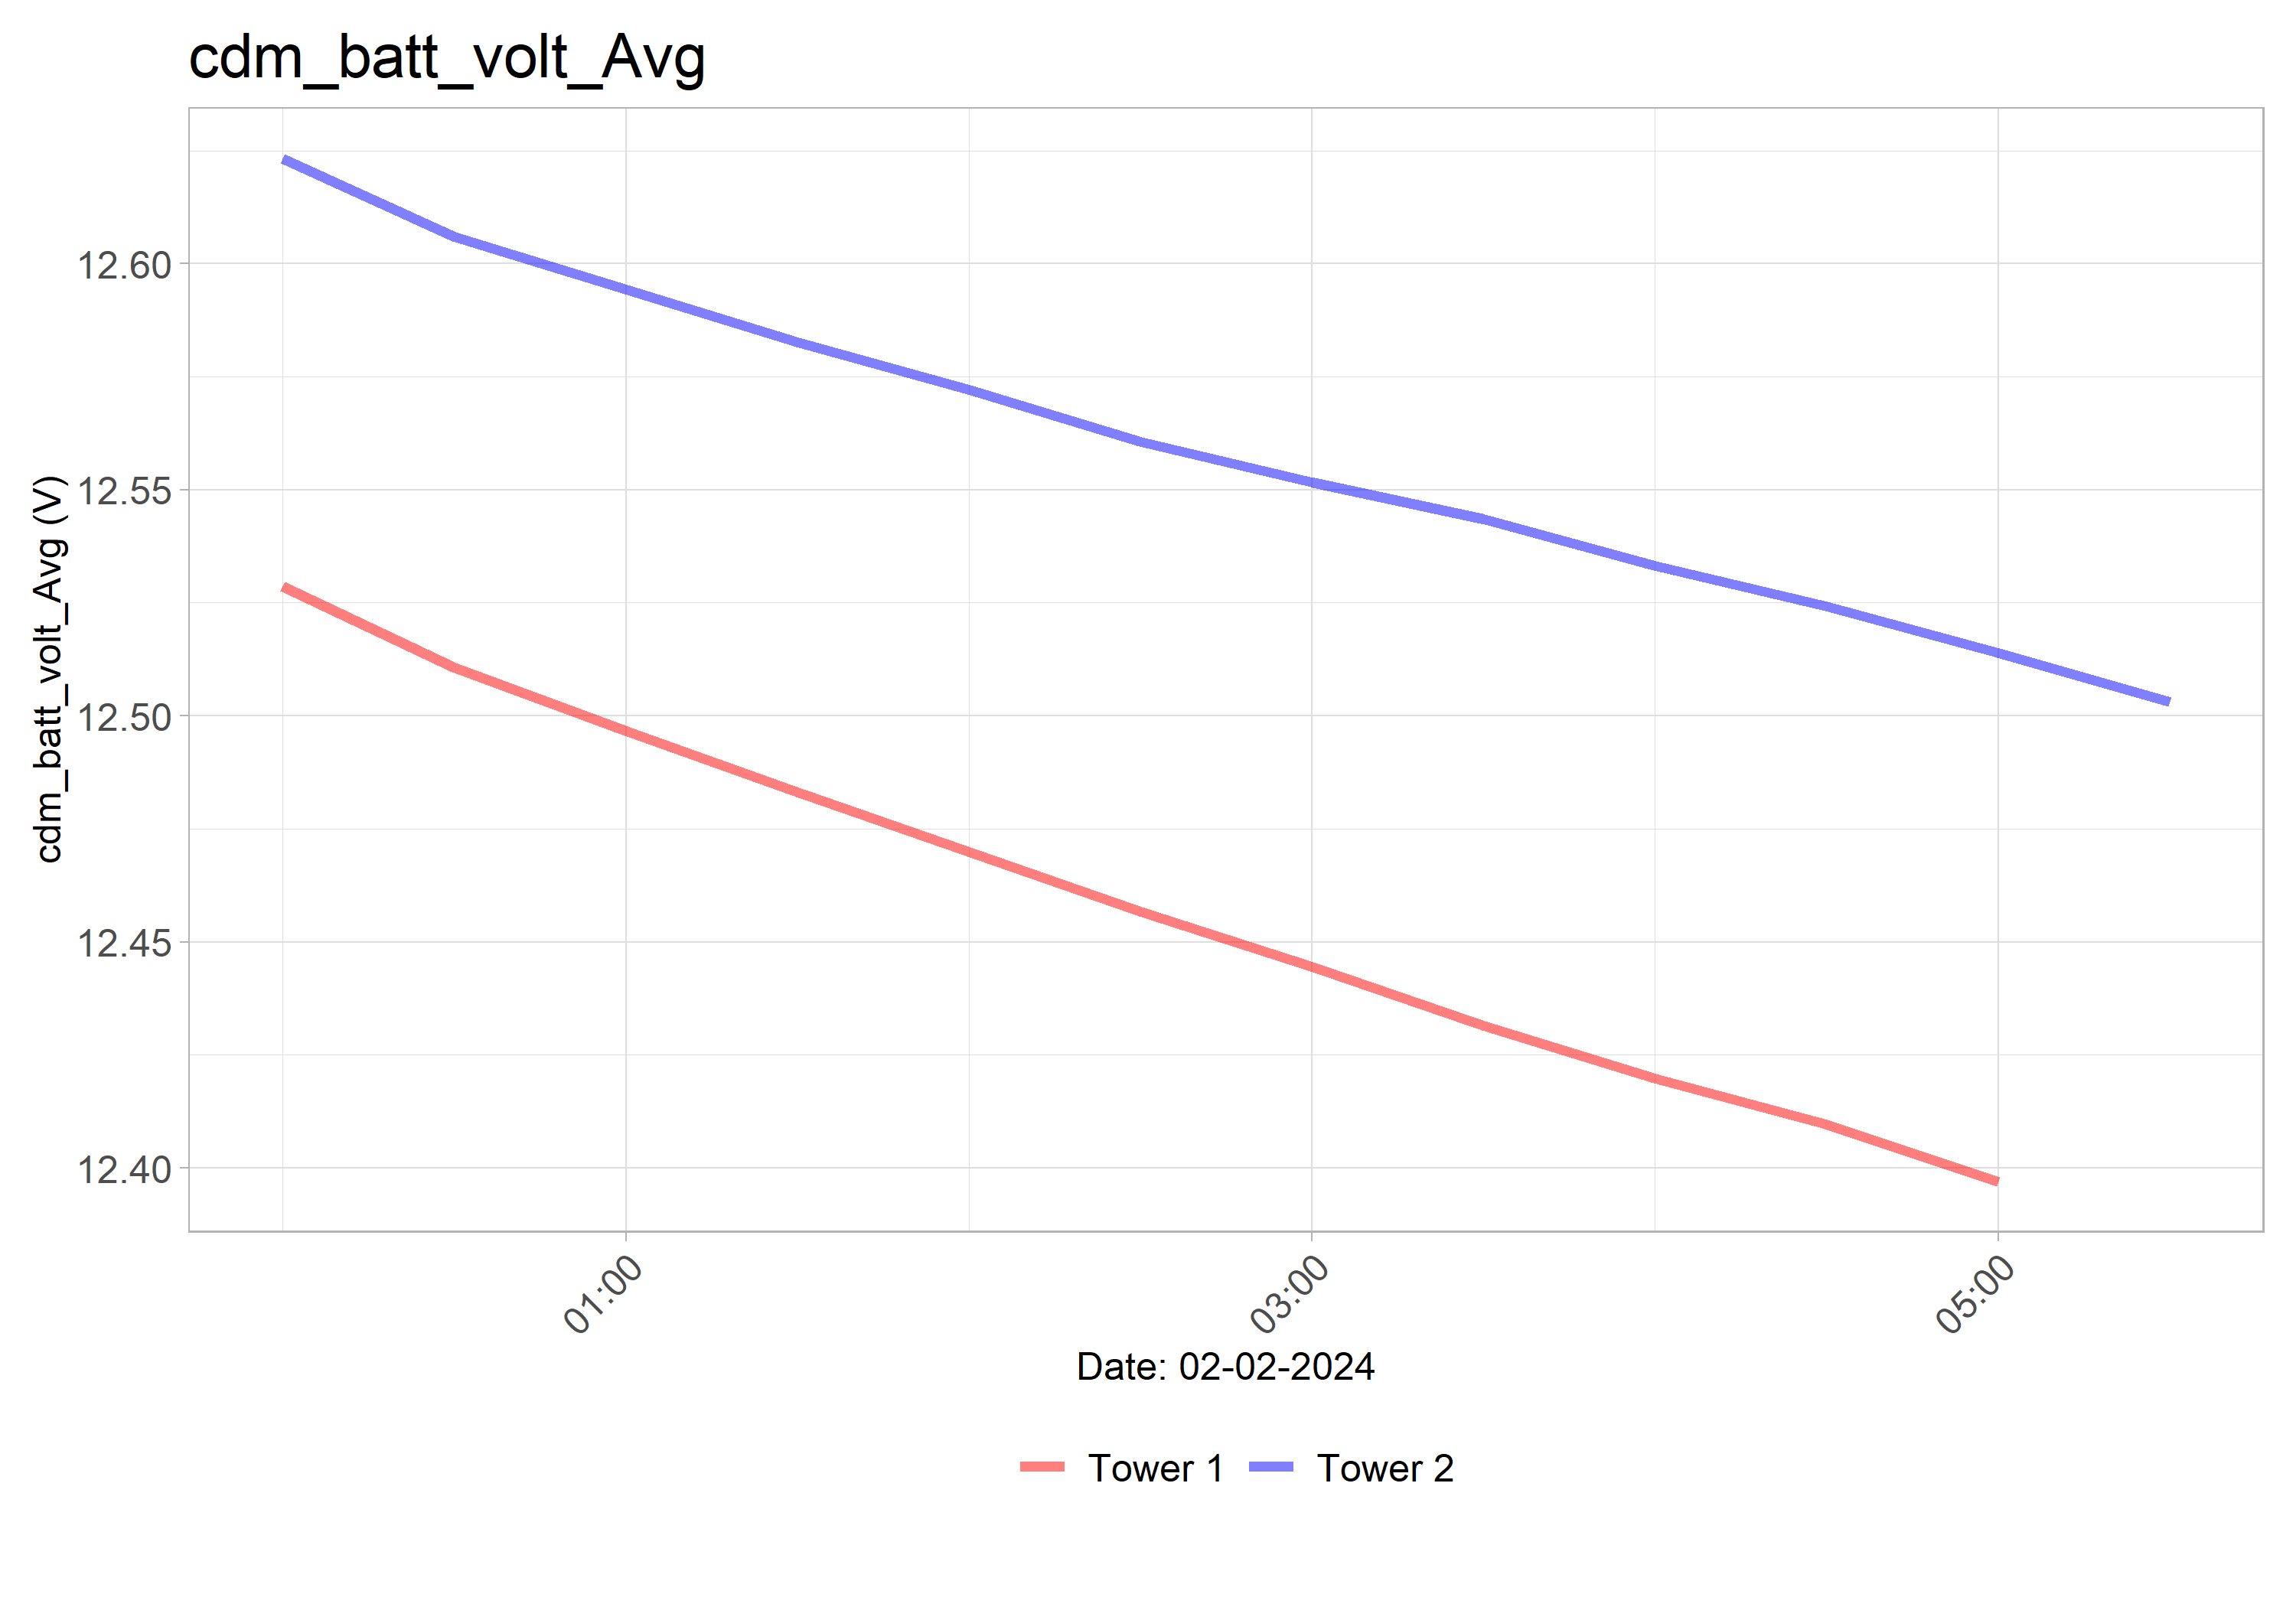 cdm_batt_volt_Avg
cdm_batt_volt_Avg (V)
12.60
12.55
12.50
12.45
12.40
01:00
03:00
05:00
Date: 02-02-2024
Tower 1
Tower 2